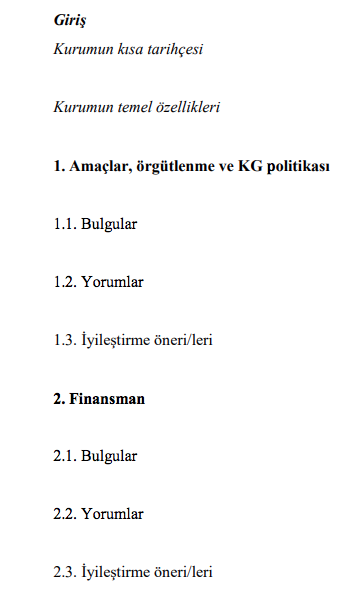 Giriş
Kurumun kısa tarihçesi
Kurumun temel özellikleri
1. Amaçlar, örgütlenme ve KG politikası
1.1. Bulgular
1.2. Yorumlar
1.3. İyileştirme öneri/leri
2. Finansman
2.1. Bulgular
2.2. Yorumlar
2.3. İyileştirme öneri/leri